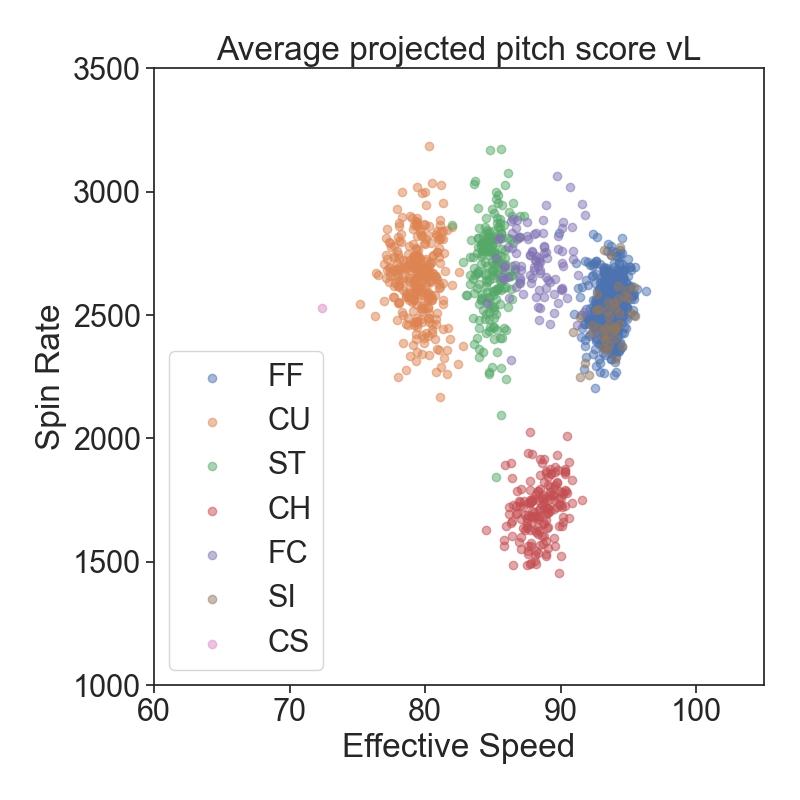 Average projected pitch score vL
3500
3000
2500
2000
1500
1000
Spin Rate
FF
CU
ST
CH
FC
SI
CS
60 70 80 90 100
Effective Speed